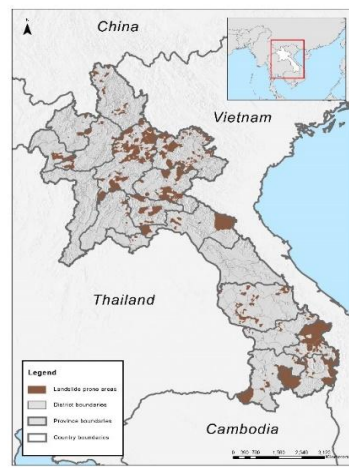 N
China
Vietnam
Thailand
Cambodia
Legend
Landslide prone areas
District boundaries
Province boundaries
Country boundaries